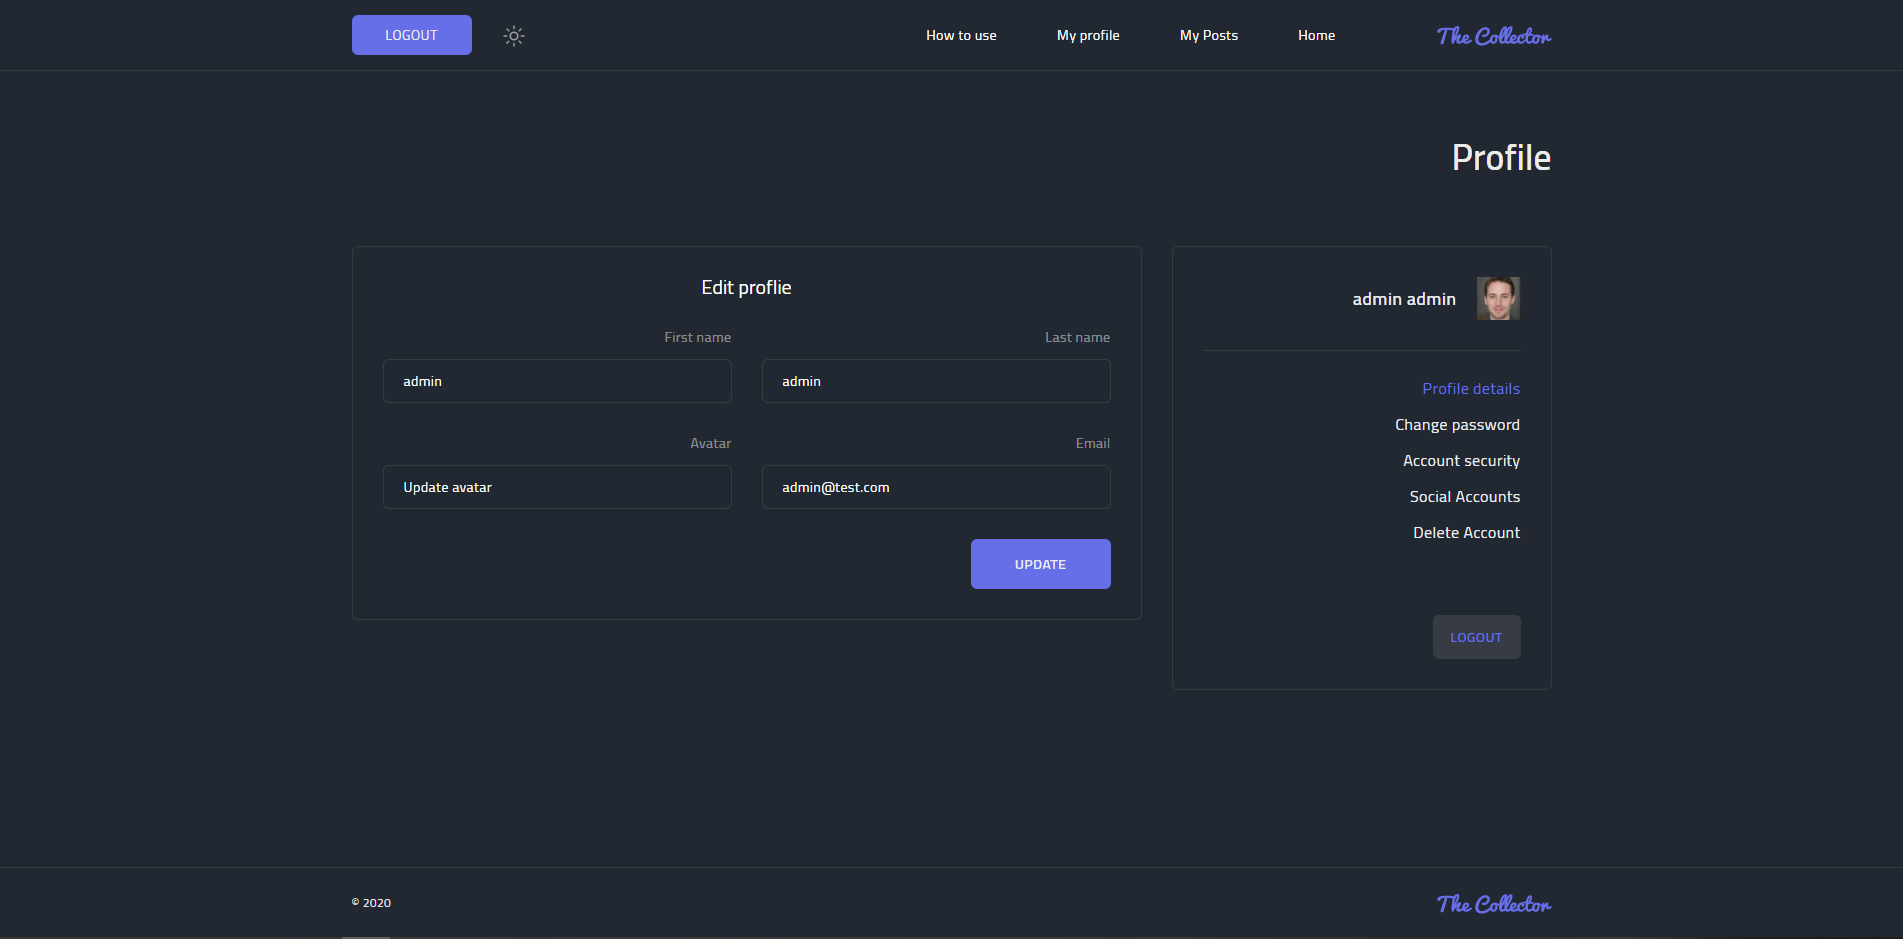 LOGOUT
How to use
My profile
My Posts
Home
The Collector
Profile
Edit proflie
First name
Last name
admin
admin
Avatar
Email
Update avatar
admin@test.com
UPDATE
admin admin
Profile details
Change password
Account security
Social Accounts
Delete Account
LOGOUT
© 2020
The Collector